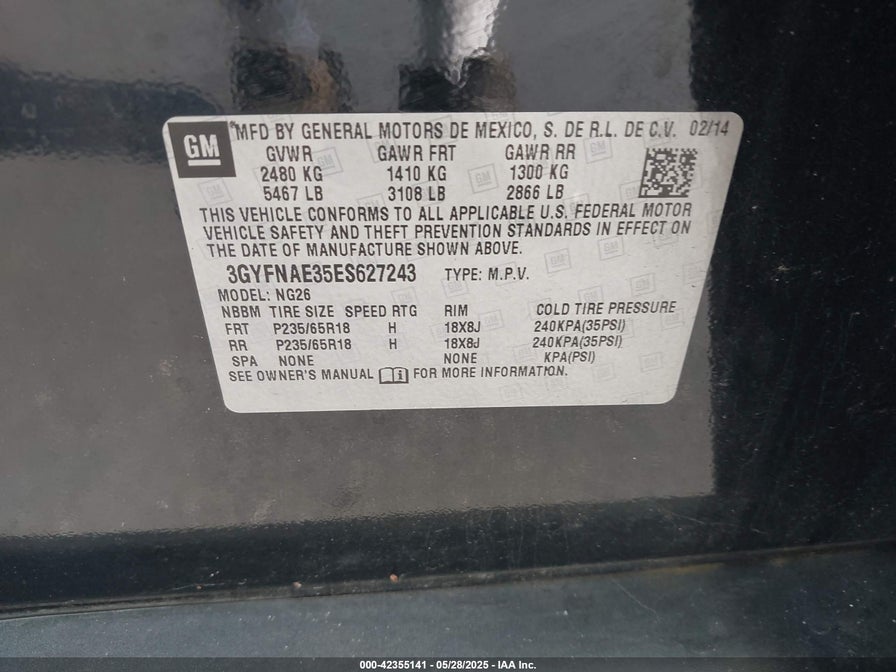 GM
*MFD BY GENERAL MOTORS DE MEXICO, S. DE R.L. DE C.V. 02/14
GVWR GAWR FRT GAWR RR
2480 KG 1410 KG 1300 KG
5467 LB 3108 LB 2866 LB
THIS VEHICLE CONFORMS TO ALL APPLICABLE U.S. FEDERAL MOTOR
VEHICLE SAFETY AND THEFT PREVENTION STANDARDS IN EFFECT ON
THE DATE OF MANUFACTURE SHOWN ABOVE.
3GYFNAE35ES627243 TYPE: M.P.V.
MODEL: NG26
NBBM TIRE SIZE SPEED RTG RIM COLD TIRE PRESSURE
FRT P235/65R18 H 18X8J 240KPA(35PSI)
RR P235/65R18 H 18X8J 240KPA(35PSI)
SPA NONE NONE KPA(PSI)
SEE OWNER'S MANUAL FOR MORE INFORMATION.
000-42355141 / 05/28/2025 - IAA Inc.